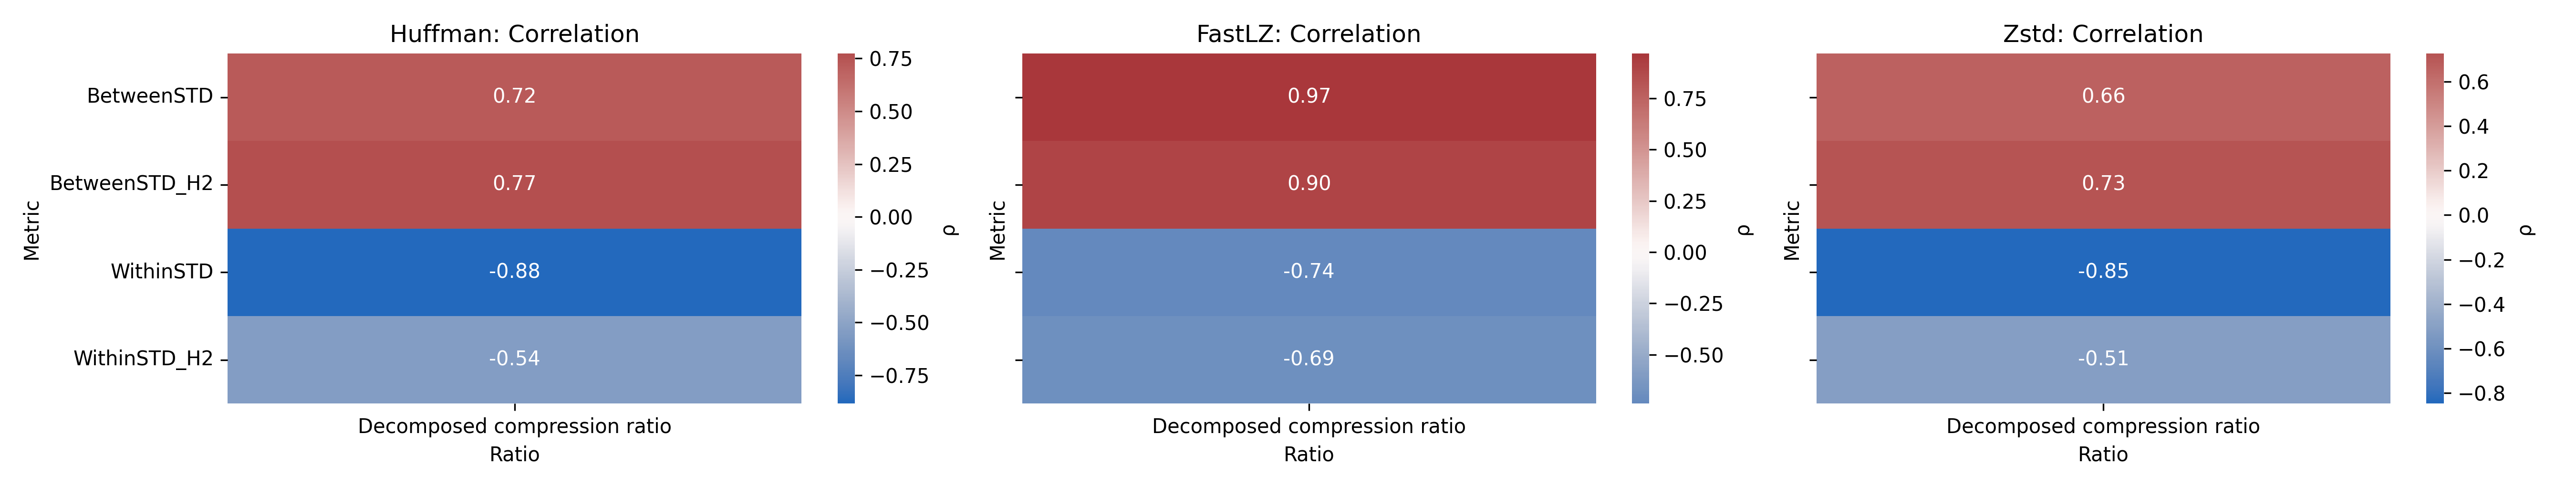 Huffman: Correlation
Metric
BetweenSTD
BetweenSTD_H2
WithinSTD
WithinSTD_H2
0.72
0.77
-0.88
-0.54
Decomposed compression ratio
Ratio
0.75
0.50
0.25
0.00
−0.25
−0.50
−0.75
ρ
FastLZ: Correlation
Metric
0.97
0.90
-0.74
-0.69
Decomposed compression ratio
Ratio
0.75
0.50
0.25
0.00
−0.25
−0.50
ρ
Zstd: Correlation
Metric
0.66
0.73
-0.85
-0.51
Decomposed compression ratio
Ratio
0.6
0.4
0.2
0.0
−0.2
−0.4
−0.6
−0.8
ρ